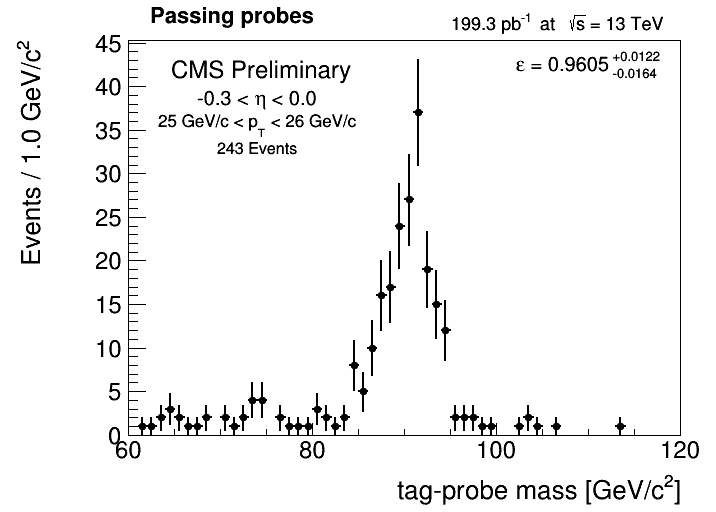 Passing probes
199.3 pb⁻¹ at √s = 13 TeV
CMS Preliminary
-0.3 < η < 0.0
25 GeV/c < p_T < 26 GeV/c
243 Events
ε = 0.9605 +0.0122 -0.0164
Events / 1.0 GeV/c²
45
40
35
30
25
20
15
10
5
0
60 80 100 120
tag-probe mass [GeV/c²]